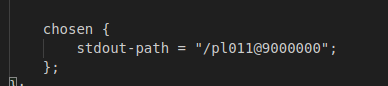 chosen {
stdout-path = "/pl011@9000000";
};
};